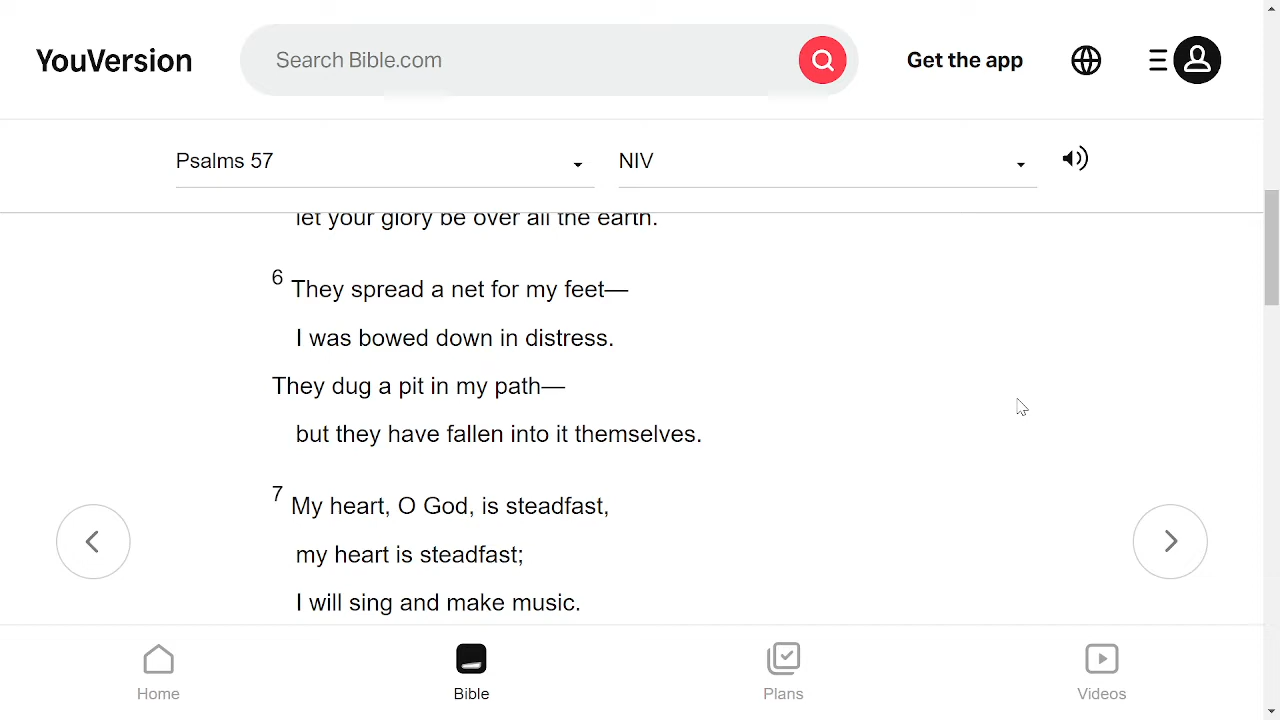 YouVersion
Search Bible.com
Get the app
Psalms 57
NIV
let your glory be over all the earth.
6 They spread a net for my feet—
I was bowed down in distress.
They dug a pit in my path—
but they have fallen into it themselves.
7 My heart, O God, is steadfast,
my heart is steadfast;
I will sing and make music.
Home
Bible
Plans
Videos